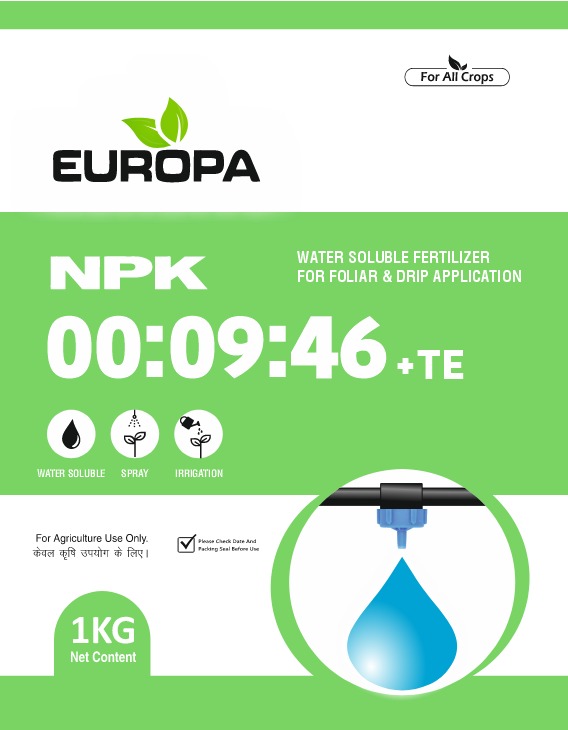 For All Crops
EUROPA
NPK
WATER SOLUBLE FERTILIZER
FOR FOLIAR & DRIP APPLICATION
00:09:46 +TE
WATER SOLUBLE SPRAY IRRIGATION
For Agriculture Use Only.
केवल कृषि उपयोग के लिए।
Please Check Date And
Packing Seal Before Use
1KG
Net Content